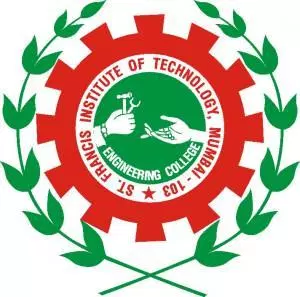 ST. FRANCIS INSTITUTE OF TECHNOLOGY, MUMBAI - 103
ENGINEERING COLLEGE